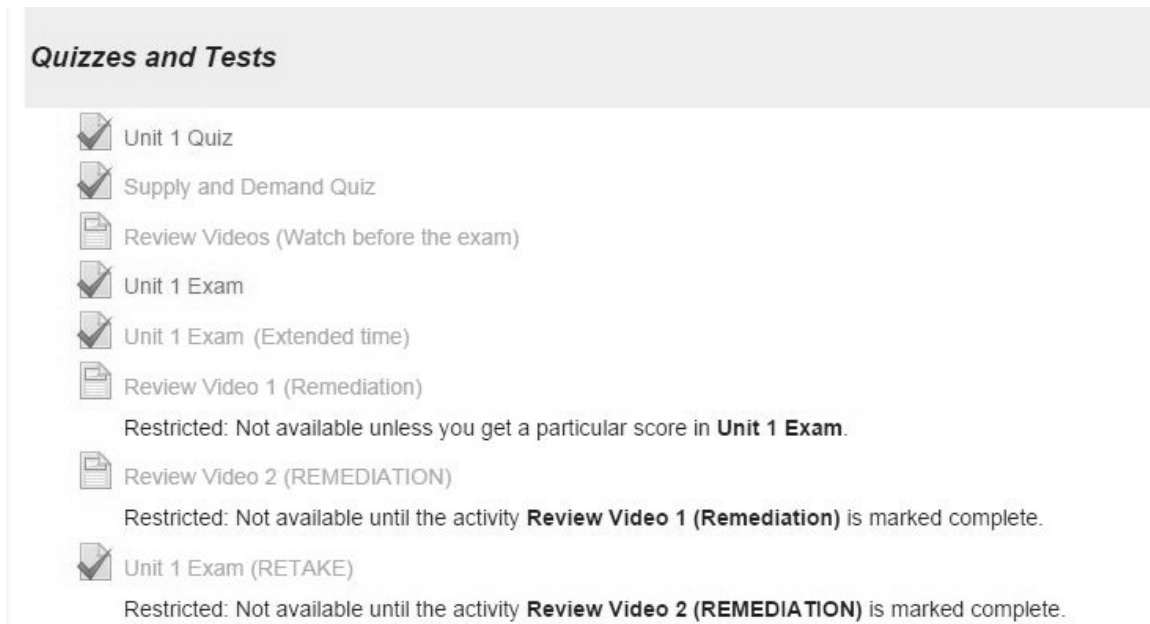 Quizzes and Tests
Unit 1 Quiz
Supply and Demand Quiz
Review Videos (Watch before the exam)
Unit 1 Exam
Unit 1 Exam (Extended time)
Review Video 1 (Remediation)
Restricted: Not available unless you get a particular score in Unit 1 Exam.
Review Video 2 (REMEDIATION)
Restricted: Not available until the activity Review Video 1 (Remediation) is marked complete.
Unit 1 Exam (RETAKE)
Restricted: Not available until the activity Review Video 2 (REMEDIATION) is marked complete.